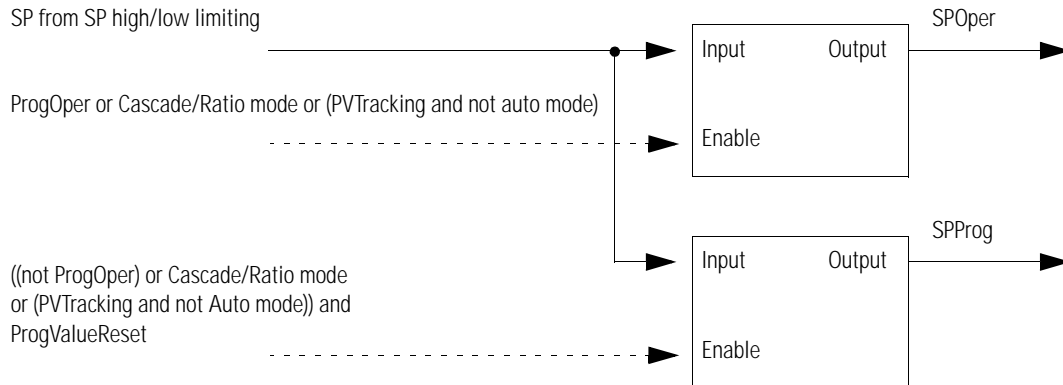 SP from SP high/low limiting
SPOper
Input Output
ProgOper or Cascade/Ratio mode or (PVTracking and not auto mode)
Enable
SPProg
Input Output
((not ProgOper) or Cascade/Ratio mode
or (PVTracking and not Auto mode)) and
ProgValueReset
Enable